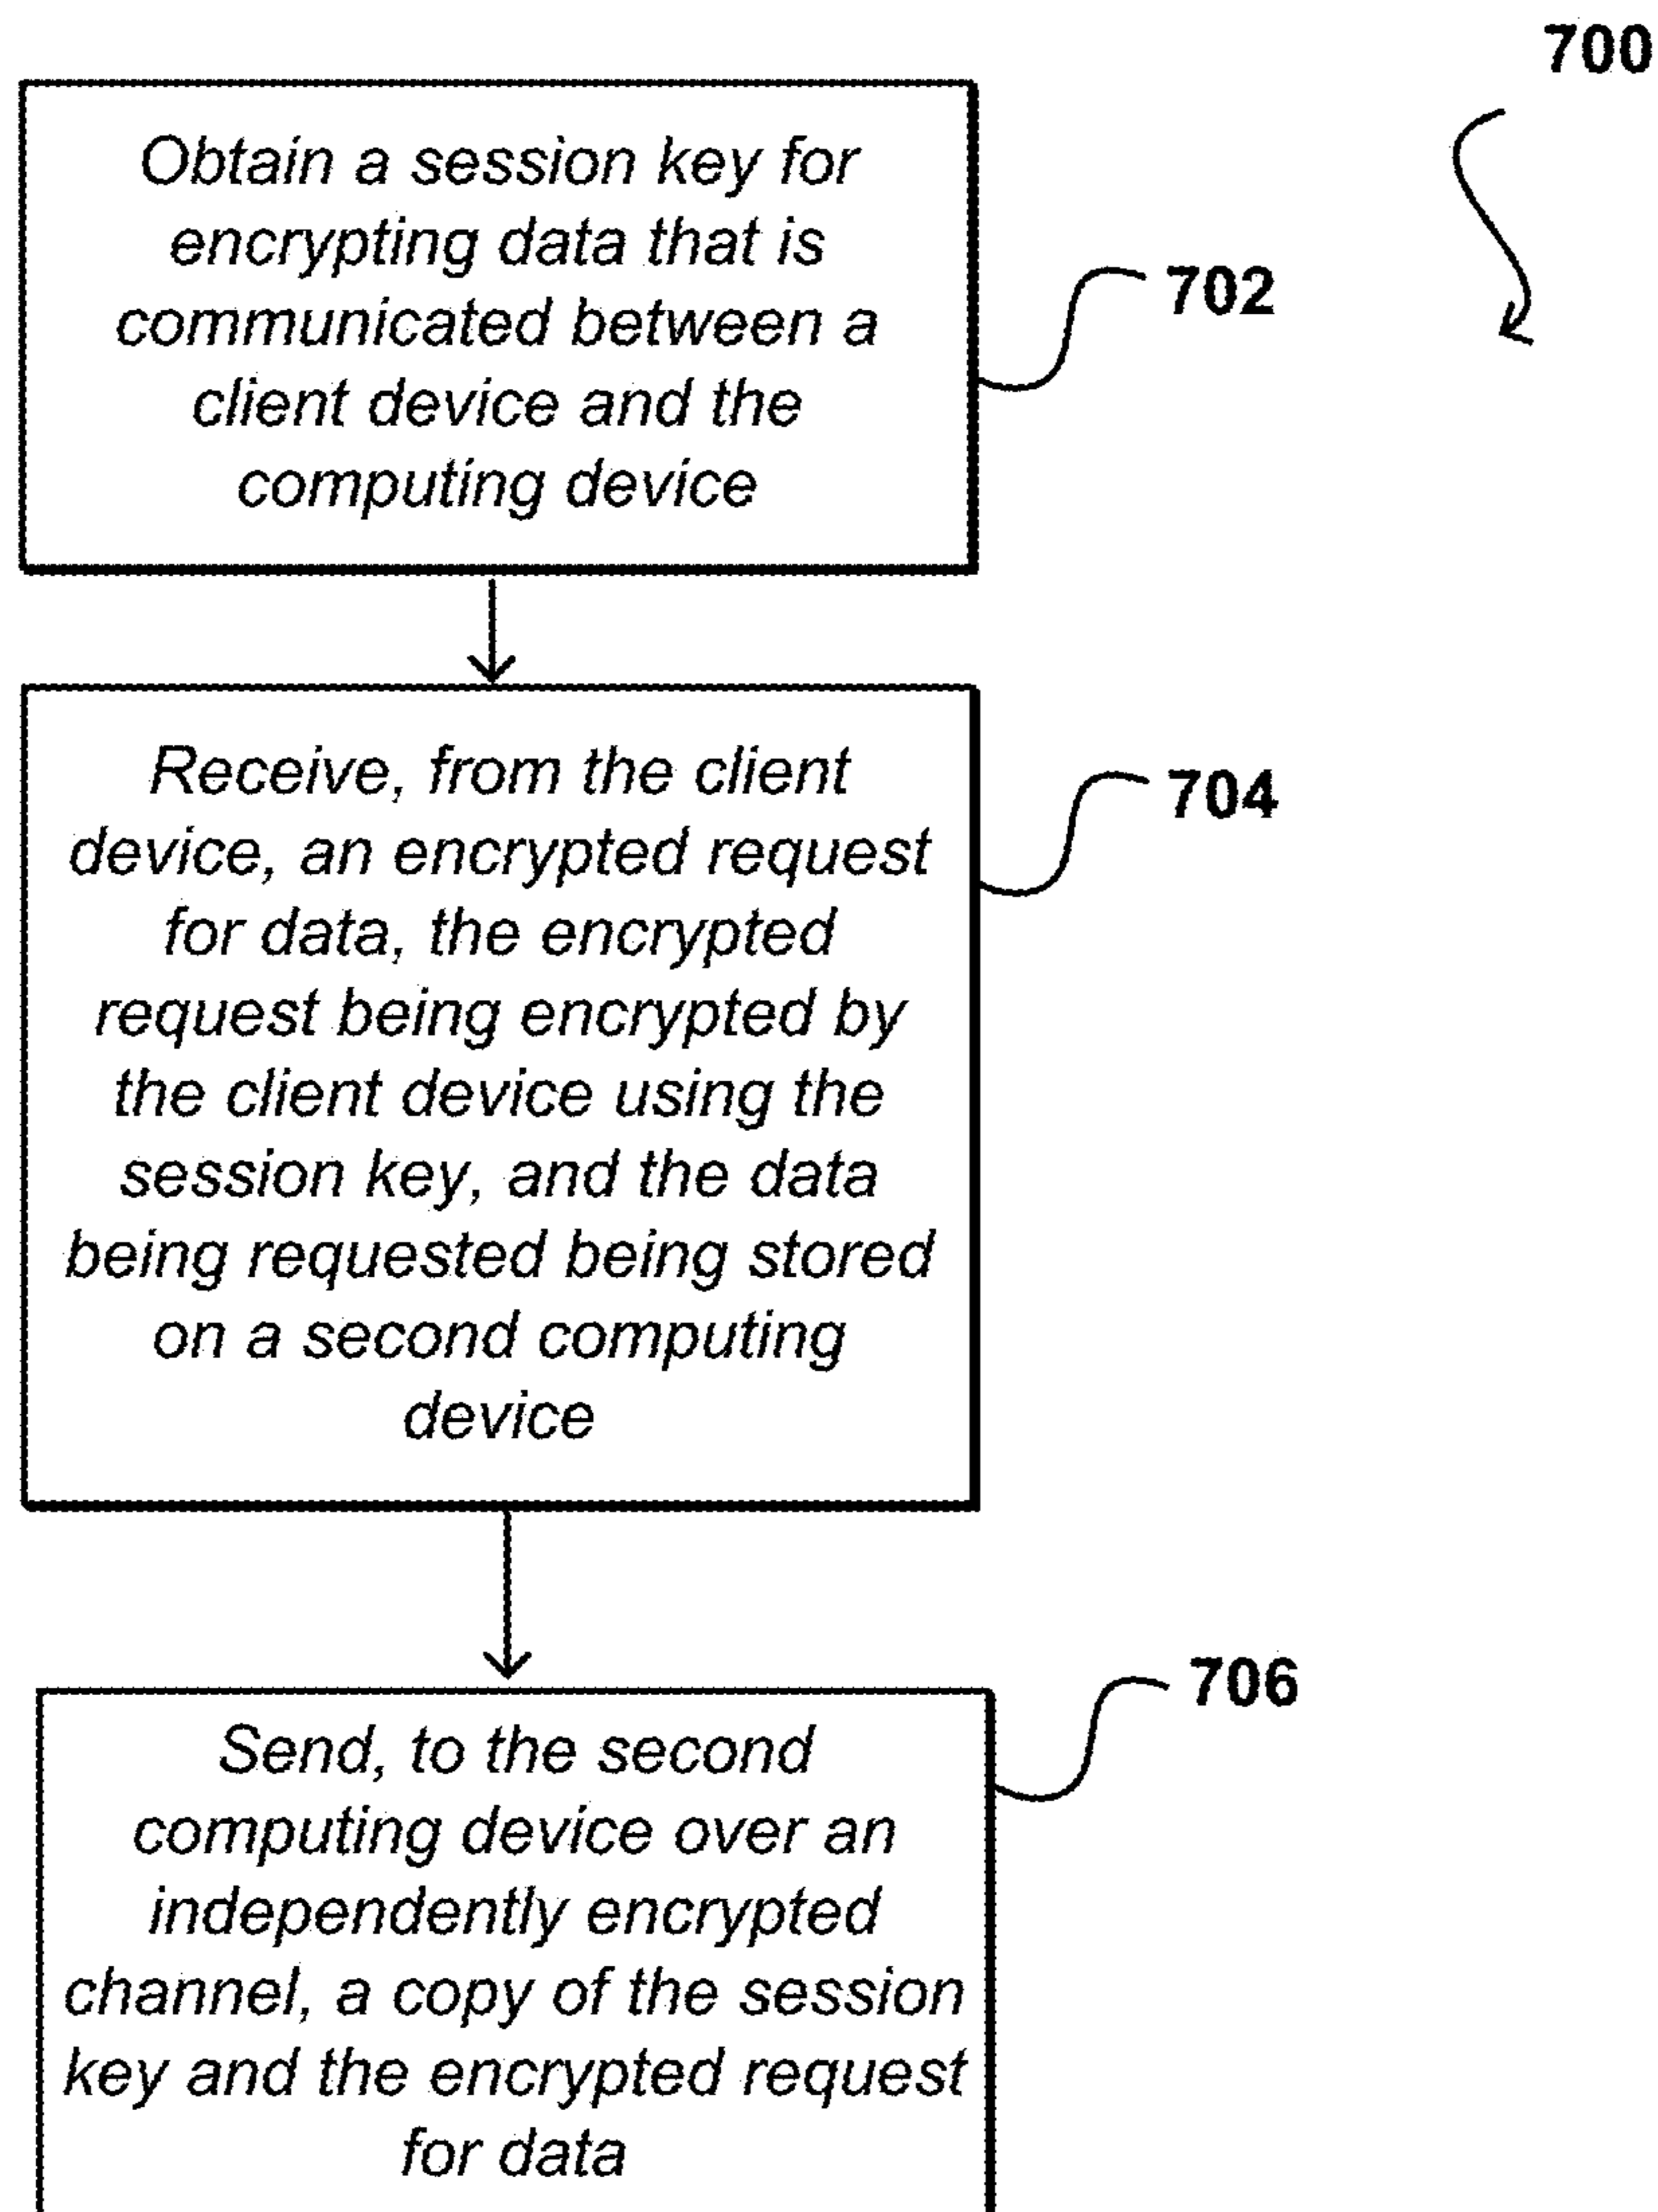 700
Obtain a session key for
encrypting data that is
communicated between a
client device and the
computing device
702
Receive, from the client
device, an encrypted request
for data, the encrypted
request being encrypted by
the client device using the
session key, and the data
being requested being stored
on a second computing
device
704
Send, to the second
computing device over an
independently encrypted
channel, a copy of the session
key and the encrypted request
for data
706